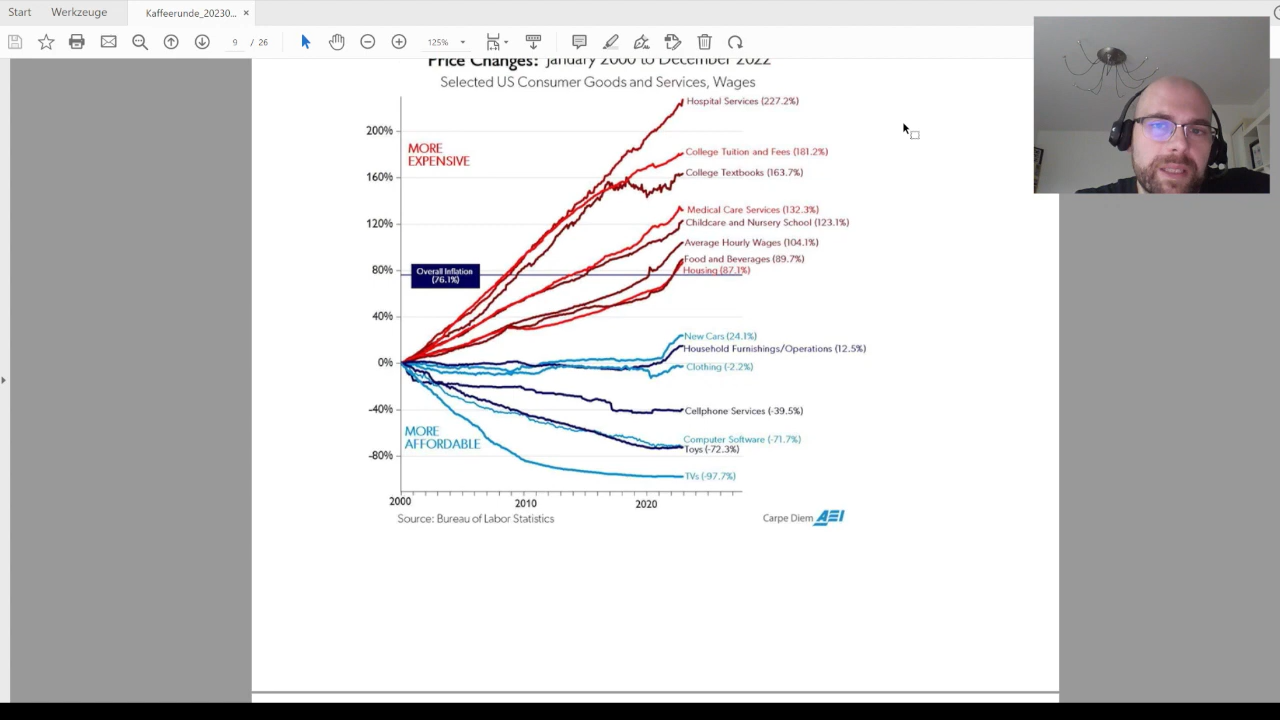 Start
Werkzeuge
Kaffeerunde_20230... ×
9 / 26
125%
Price Changes: January 2000 to December 2022
Selected US Consumer Goods and Services, Wages
200%
160%
120%
80%
40%
0%
-40%
-80%
MORE
EXPENSIVE
Overall Inflation
(76.1%)
MORE
AFFORDABLE
Hospital Services (227.2%)
College Tuition and Fees (181.2%)
College Textbooks (163.7%)
Medical Care Services (132.3%)
Childcare and Nursery School (123.1%)
Average Hourly Wages (104.1%)
Food and Beverages (89.7%)
Housing (87.1%)
New Cars (24.1%)
Household Furnishings/Operations (12.5%)
Clothing (-2.2%)
Cellphone Services (-39.5%)
Computer Software (-71.7%)
Toys (-72.3%)
TVs (-97.7%)
2000
2010
2020
Source: Bureau of Labor Statistics
Carpe Diem AEI